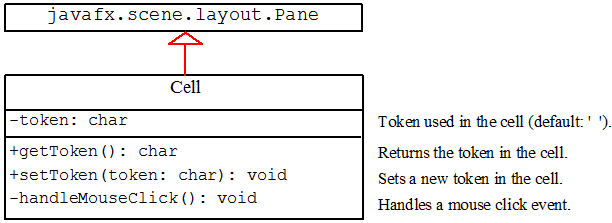 javafx.scene.layout.Pane
Cell
-token: char
Token used in the cell (default: ' ').
+getToken(): char
Returns the token in the cell.
+setToken(token: char): void
Sets a new token in the cell.
-handleMouseClick(): void
Handles a mouse click event.